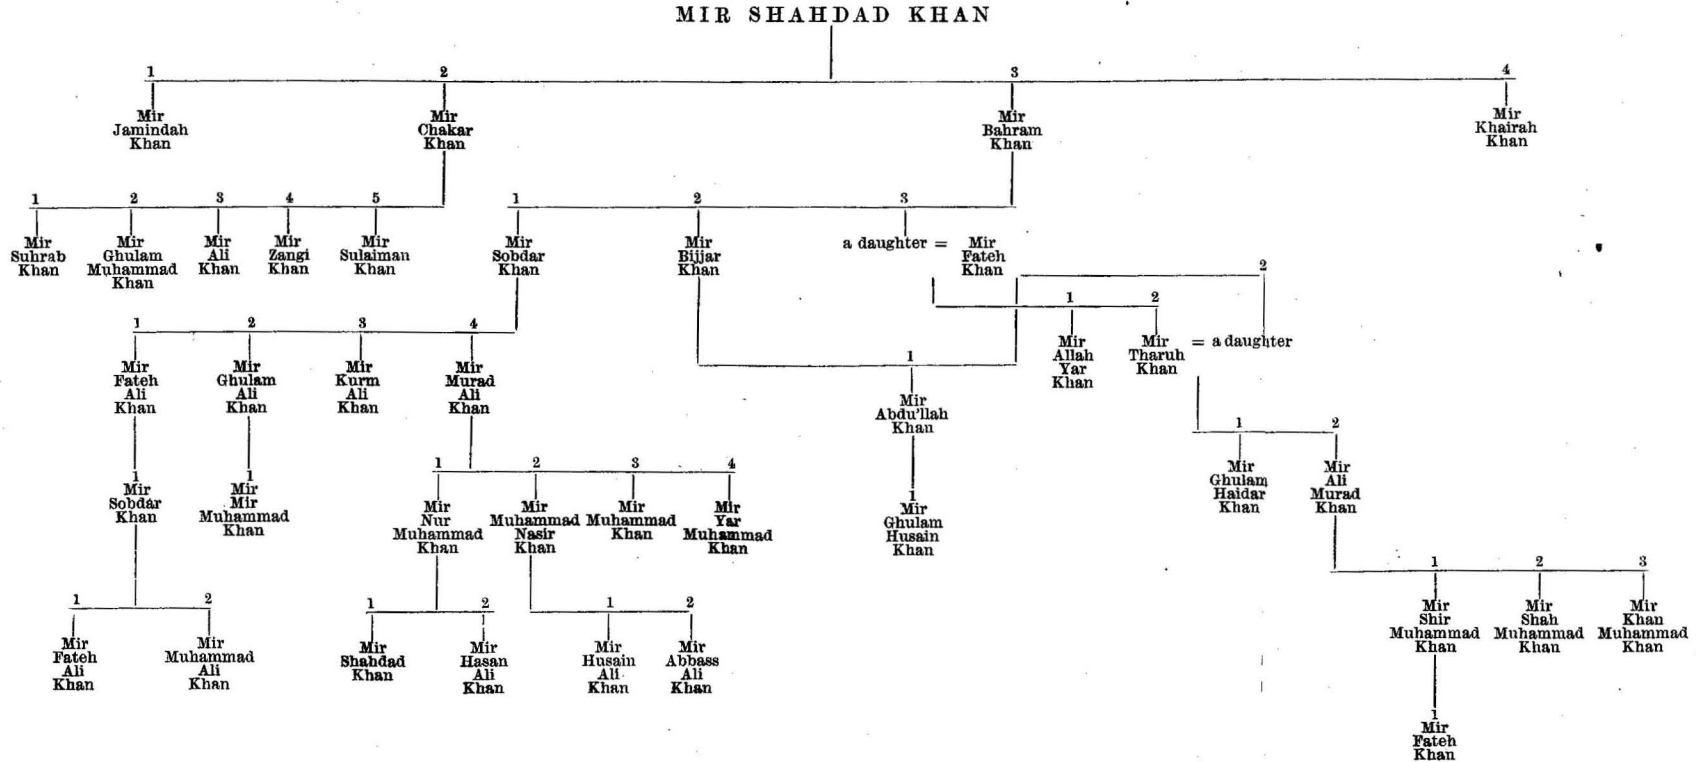 MIR SHAHDAD KHAN
1 2 3 4
Mir
Jamindah
Khan
Mir
Chakar
Khan
Mir
Bahram
Khan
Mir
Khairah
Khan
1 2 3 4 5
1 2 3
Mir
Suhrab
Khan
Mir
Ghulam
Muhammad
Khan
Mir
Ali
Khan
Mir
Zangi
Khan
Mir
Sulaiman
Khan
Mir
Sobdar
Khan
Mir
Bijjar
Khan
a daughter =
Mir
Fateh
Khan
2
1 2
1 2 3 4
Mir
Allah
Yar
Khan
Mir
Tharuh
Khan
= a daughter
1
Mir
Fateh
Ali
Khan
Mir
Ghulam
Ali
Khan
Mir
Kurm
Ali
Khan
Mir
Murad
Ali
Khan
Mir
Abdu'llah
Khan
1 2
Mir
Ghulam
Haidar
Khan
Mir
Ali
Murad
Khan
1
Mir
Sobdar
Khan
1
Mir
Mir
Muhammad
Khan
1 2 3 4
Mir
Nur
Muhammad
Khan
Mir
Muhammad
Nasir
Khan
Mir
Muhammad
Khan
Mir
Yar
Muhammad
Khan
1
Mir
Ghulam
Husain
Khan
1 2 3
Mir
Shir
Muhammad
Khan
Mir
Shah
Muhammad
Khan
Mir
Khan
Muhammad
Khan
1 2
Mir
Fateh
Ali
Khan
Mir
Muhammad
Ali
Khan
1 2
Mir
Shahdad
Khan
Mir
Hasan
Ali
Khan
1 2
Mir
Husain
Ali
Khan
Mir
Abbass
Ali
Khan
1
Mir
Fateh
Khan